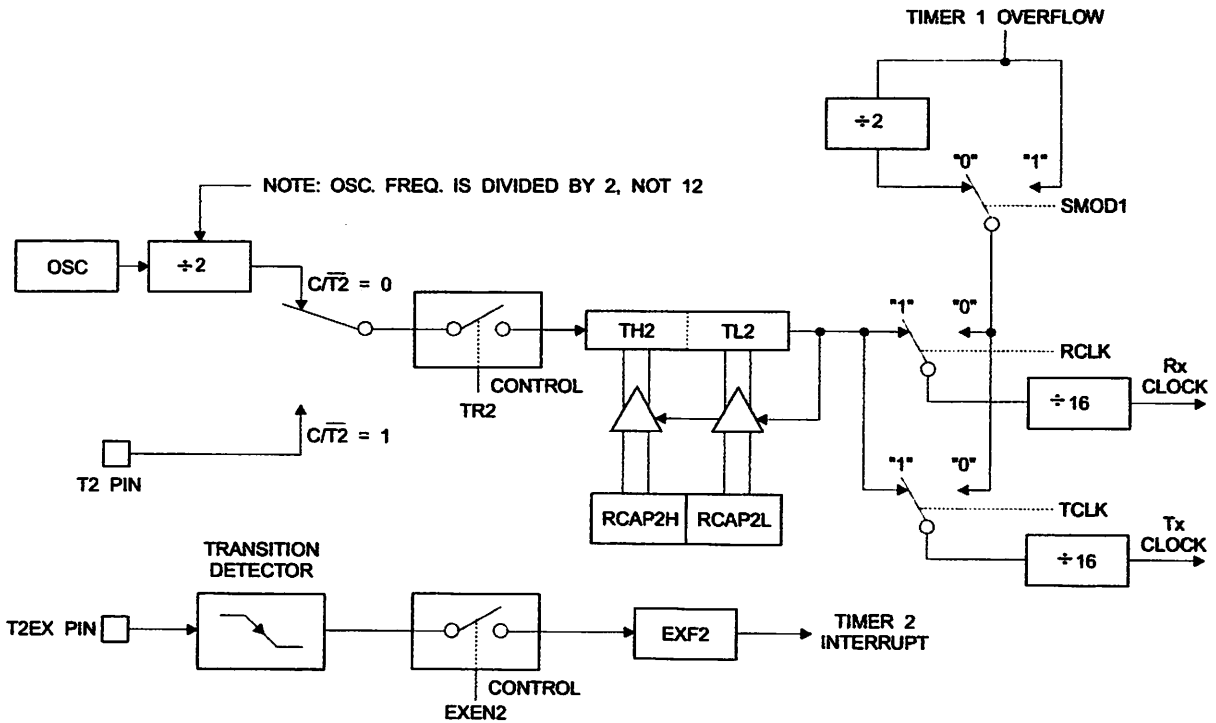 TIMER 1 OVERFLOW
÷2
"0" "1"
NOTE: OSC. FREQ. IS DIVIDED BY 2, NOT 12
SMOD1
OSC
÷2
C/T̅2̅ = 0
TH2
TL2
"1" "0"
RCLK
CONTROL
TR2
÷16
Rx
CLOCK
C/T̅2̅ = 1
T2 PIN
"1" "0"
RCAP2H
RCAP2L
TCLK
÷16
Tx
CLOCK
TRANSITION
DETECTOR
T2EX PIN
EXF2
TIMER 2
INTERRUPT
CONTROL
EXEN2